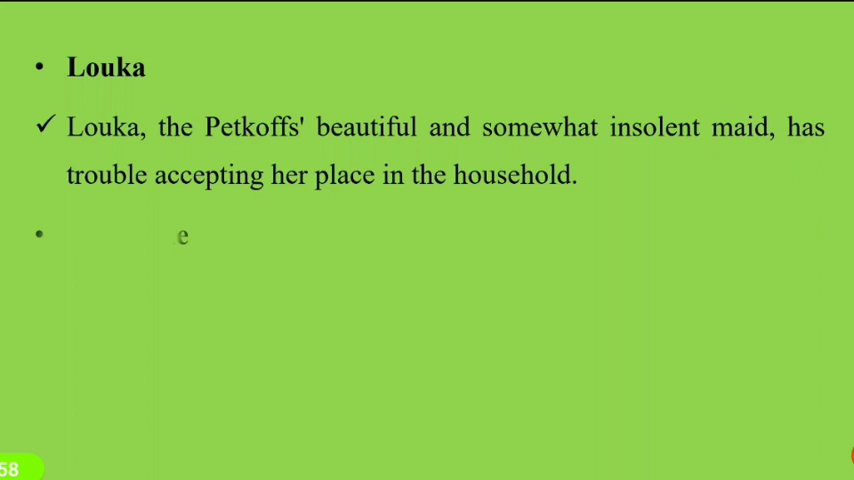 • Louka
✓ Louka, the Petkoffs' beautiful and somewhat insolent maid, has
trouble accepting her place in the household.
• e
58